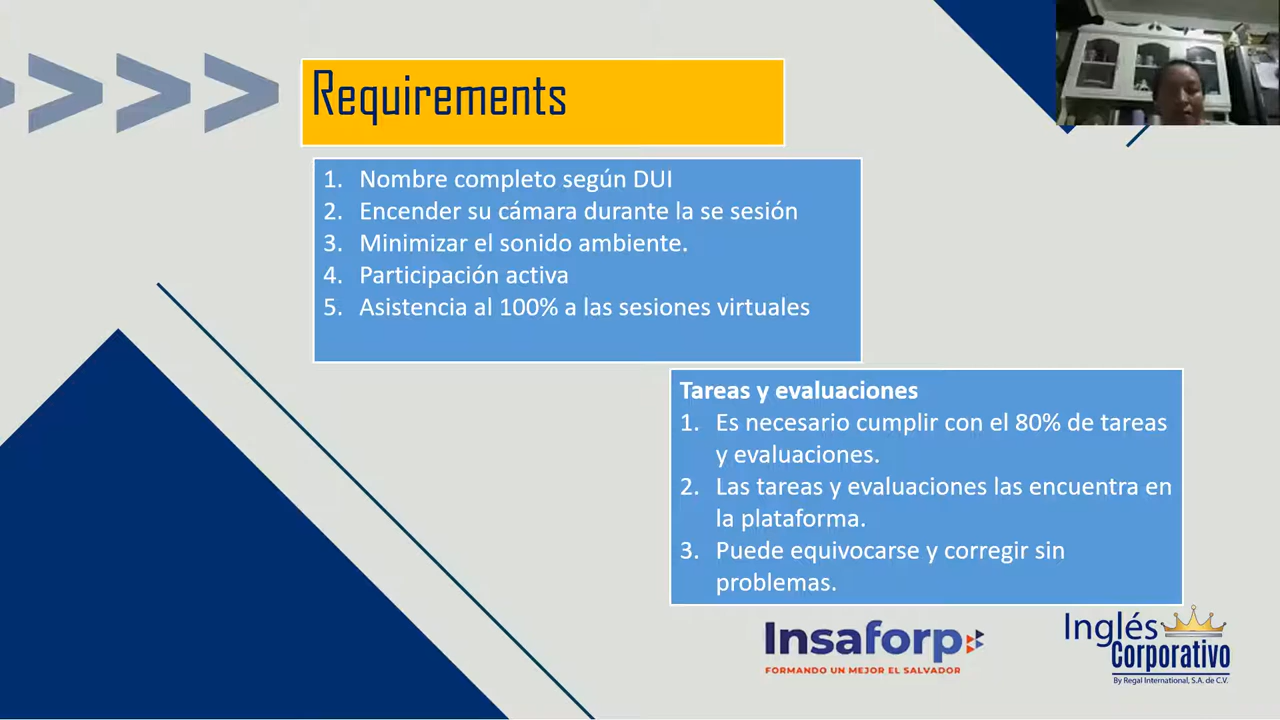 Requirements
1. Nombre completo según DUI
2. Encender su cámara durante la se sesión
3. Minimizar el sonido ambiente.
4. Participación activa
5. Asistencia al 100% a las sesiones virtuales
Tareas y evaluaciones
1. Es necesario cumplir con el 80% de tareas
y evaluaciones.
2. Las tareas y evaluaciones las encuentra en
la plataforma.
3. Puede equivocarse y corregir sin
problemas.
Insaforp
FORMANDO UN MEJOR EL SALVADOR
Inglés
Corporativo
By Regal International, S.A. de C.V.